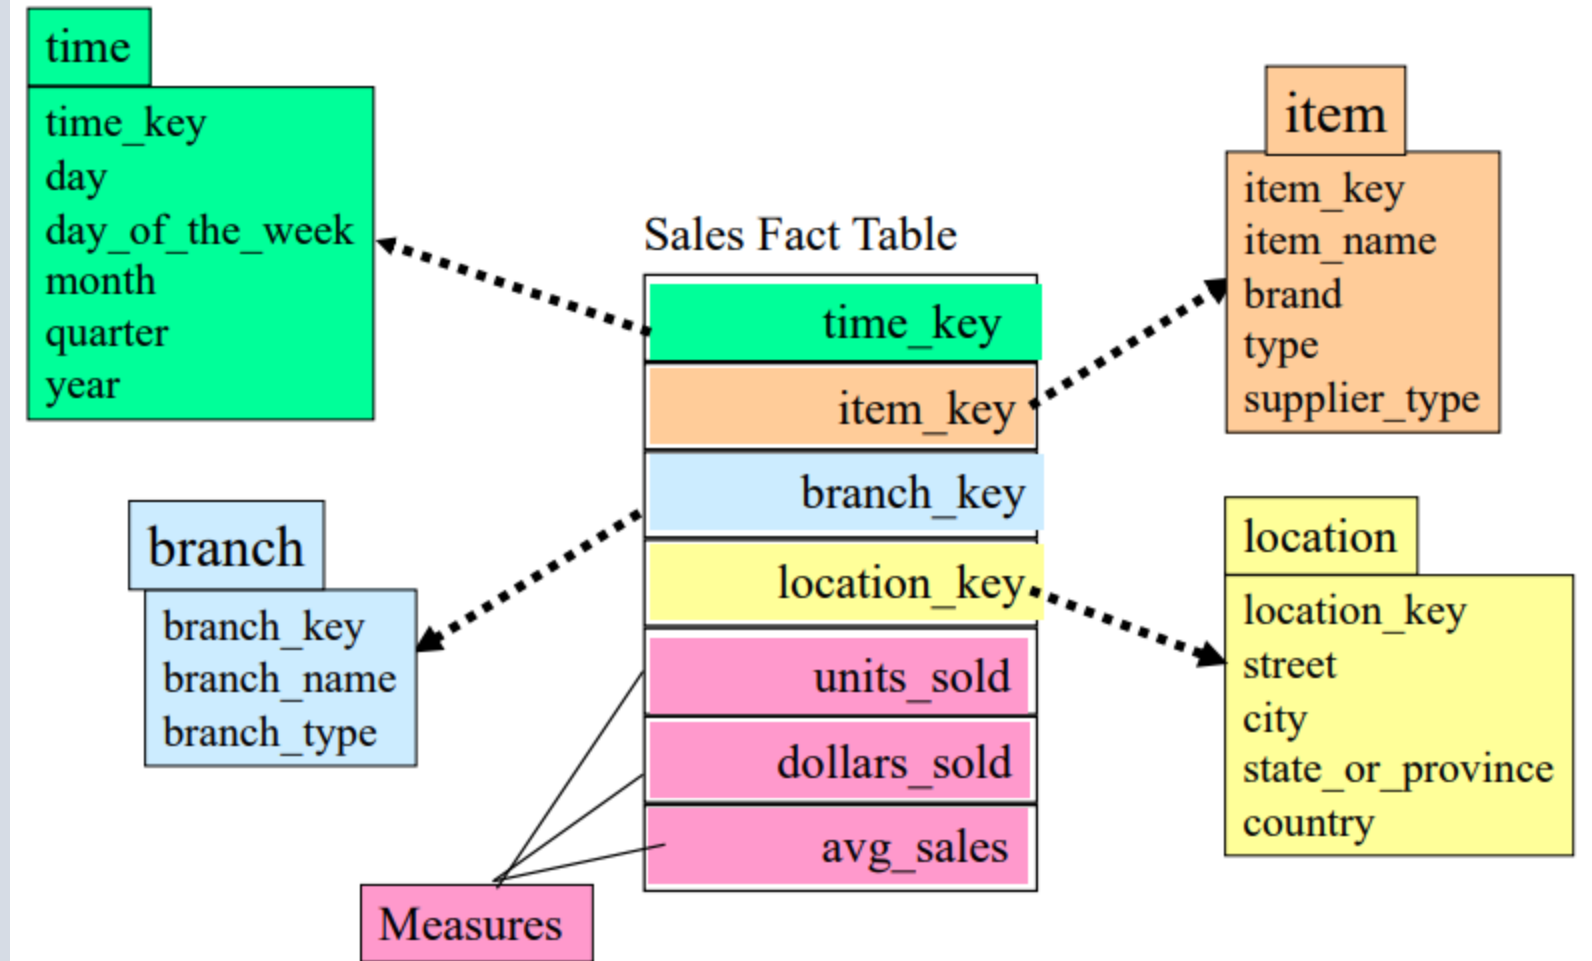 time
time_key
day
day_of_the_week
month
quarter
year
item
item_key
item_name
brand
type
supplier_type
Sales Fact Table
time_key
item_key
branch_key
location_key
units_sold
dollars_sold
avg_sales
branch
branch_key
branch_name
branch_type
location
location_key
street
city
state_or_province
country
Measures